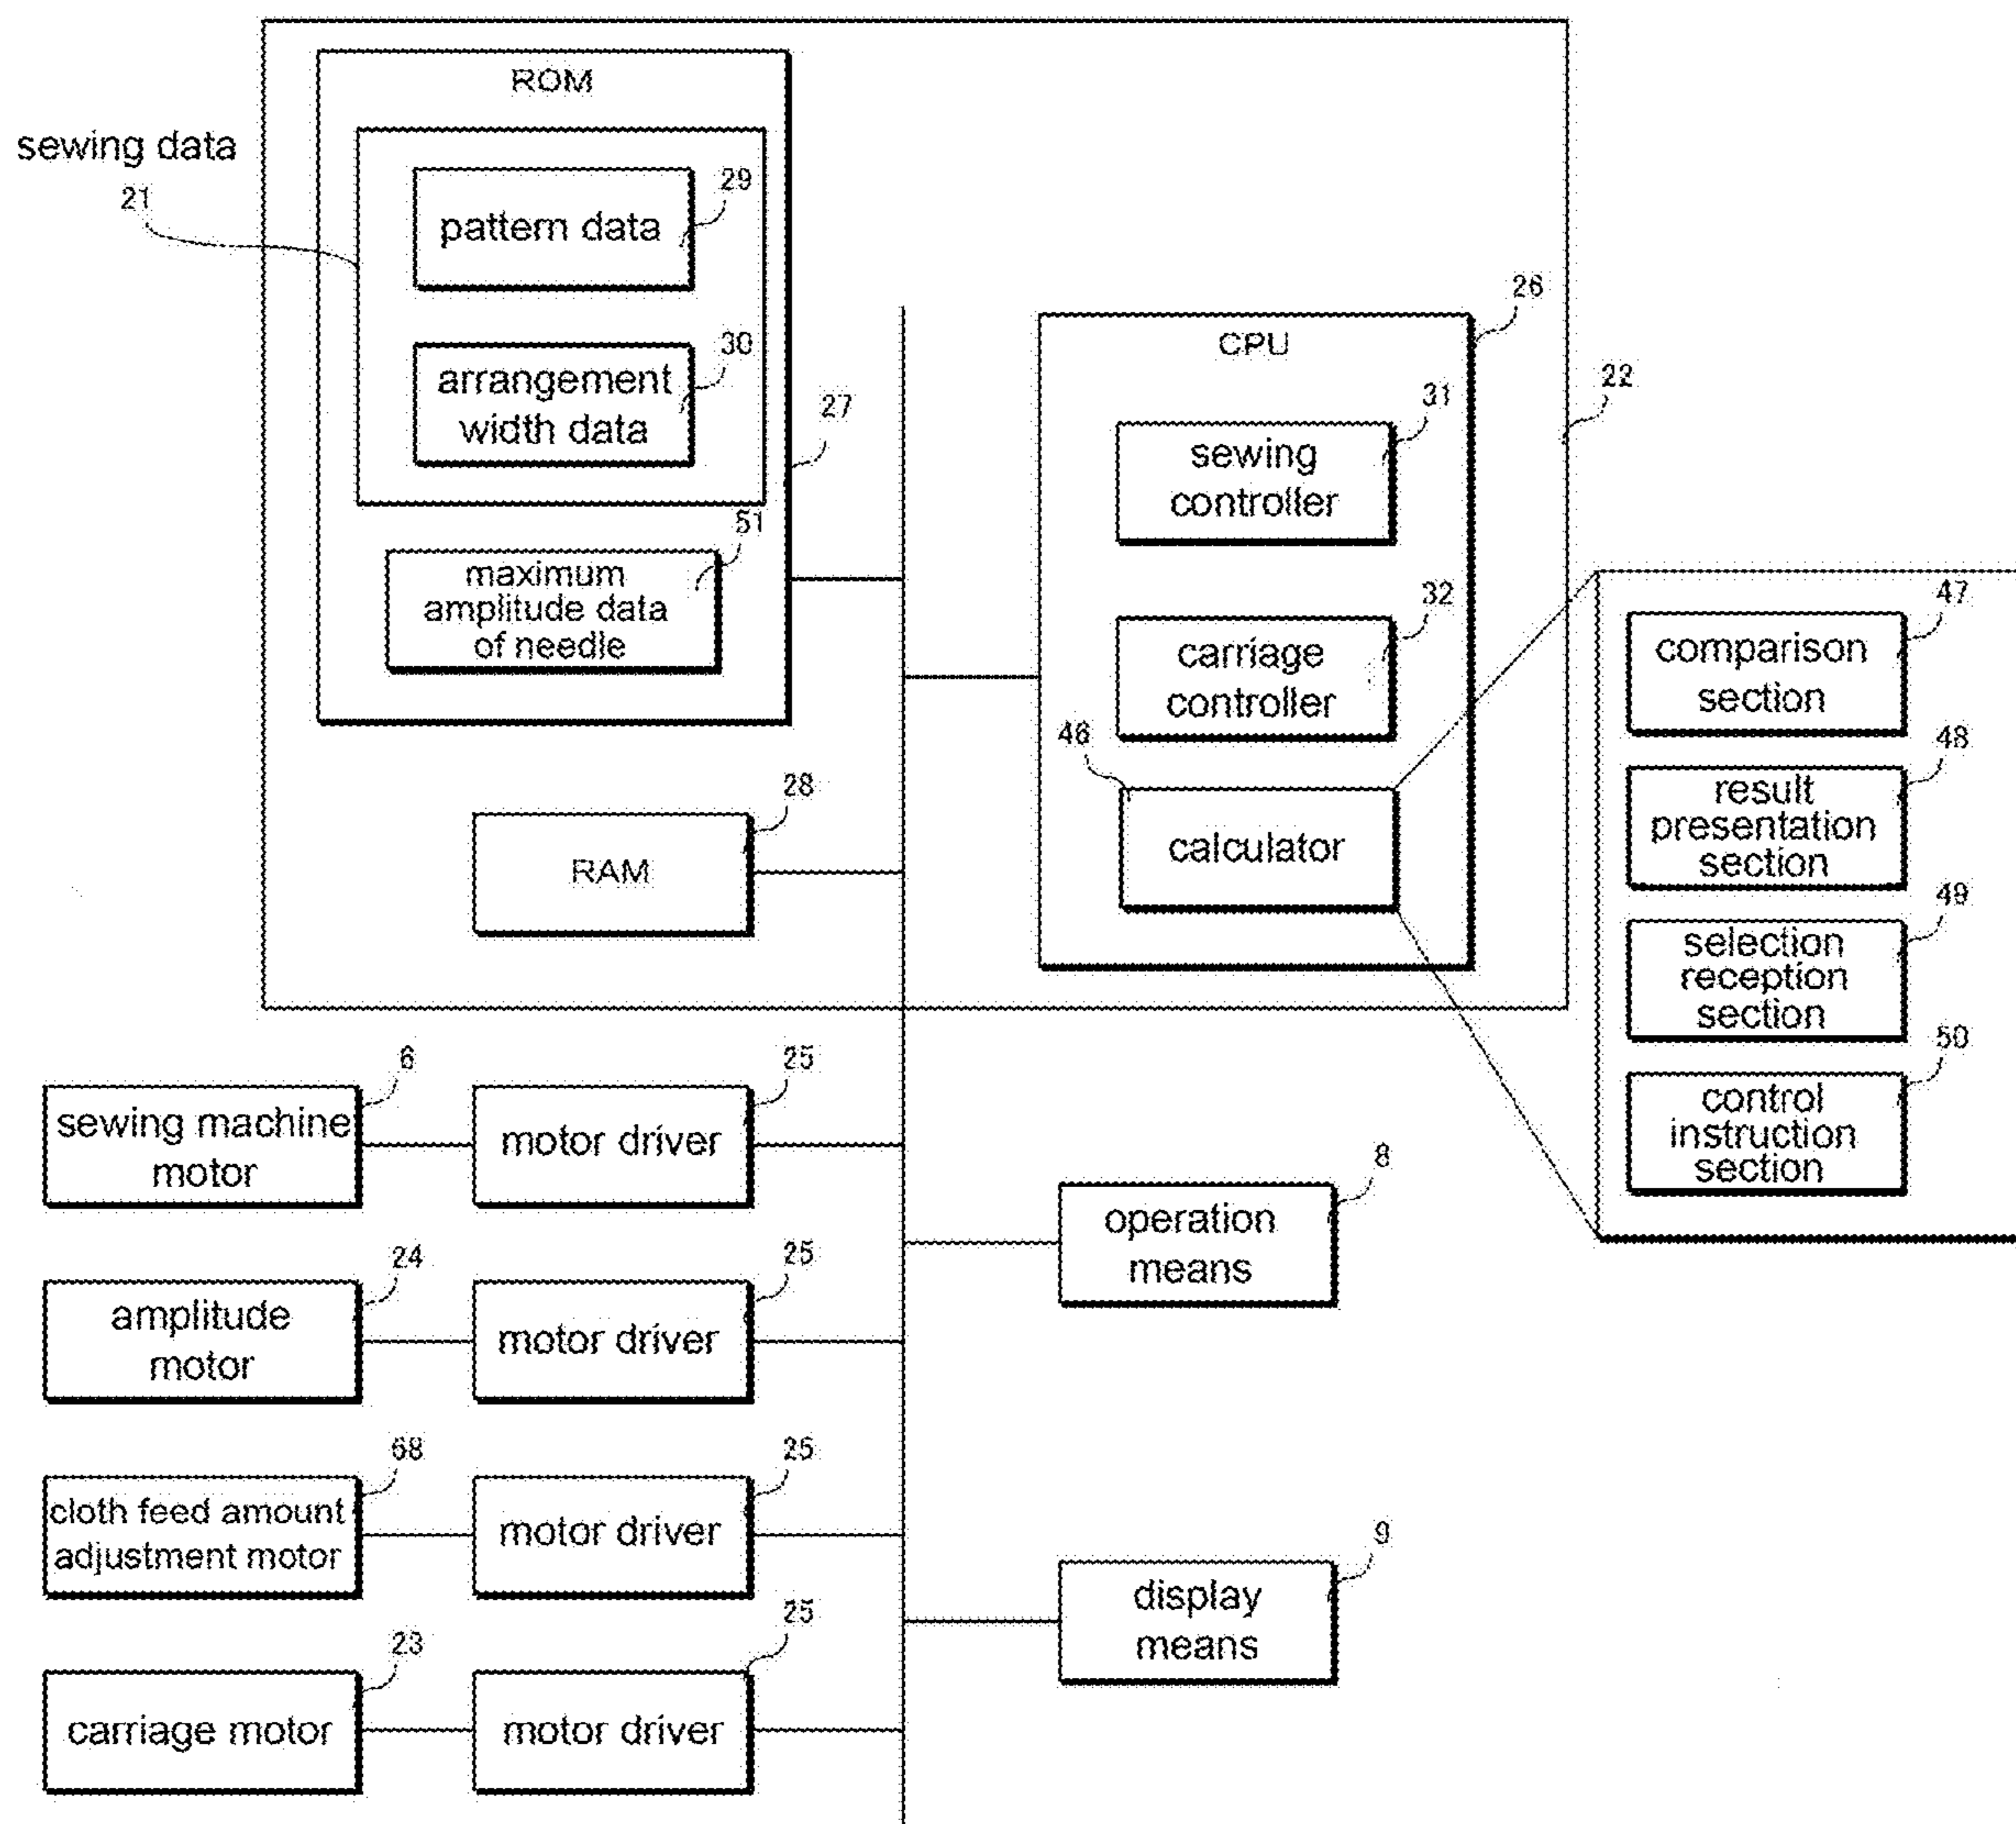 ROM
sewing data
21
pattern data
29
arrangement
width data
30
27
maximum
amplitude data
of needle
51
RAM
28
CPU
26
22
sewing
controller
31
carriage
controller
32
calculator
46
comparison
section
47
result
presentation
section
48
selection
reception
section
49
control
instruction
section
50
sewing machine
motor
6
motor driver
25
amplitude
motor
24
motor driver
25
cloth feed amount
adjustment motor
68
motor driver
25
carriage motor
23
motor driver
25
operation
means
8
display
means
9